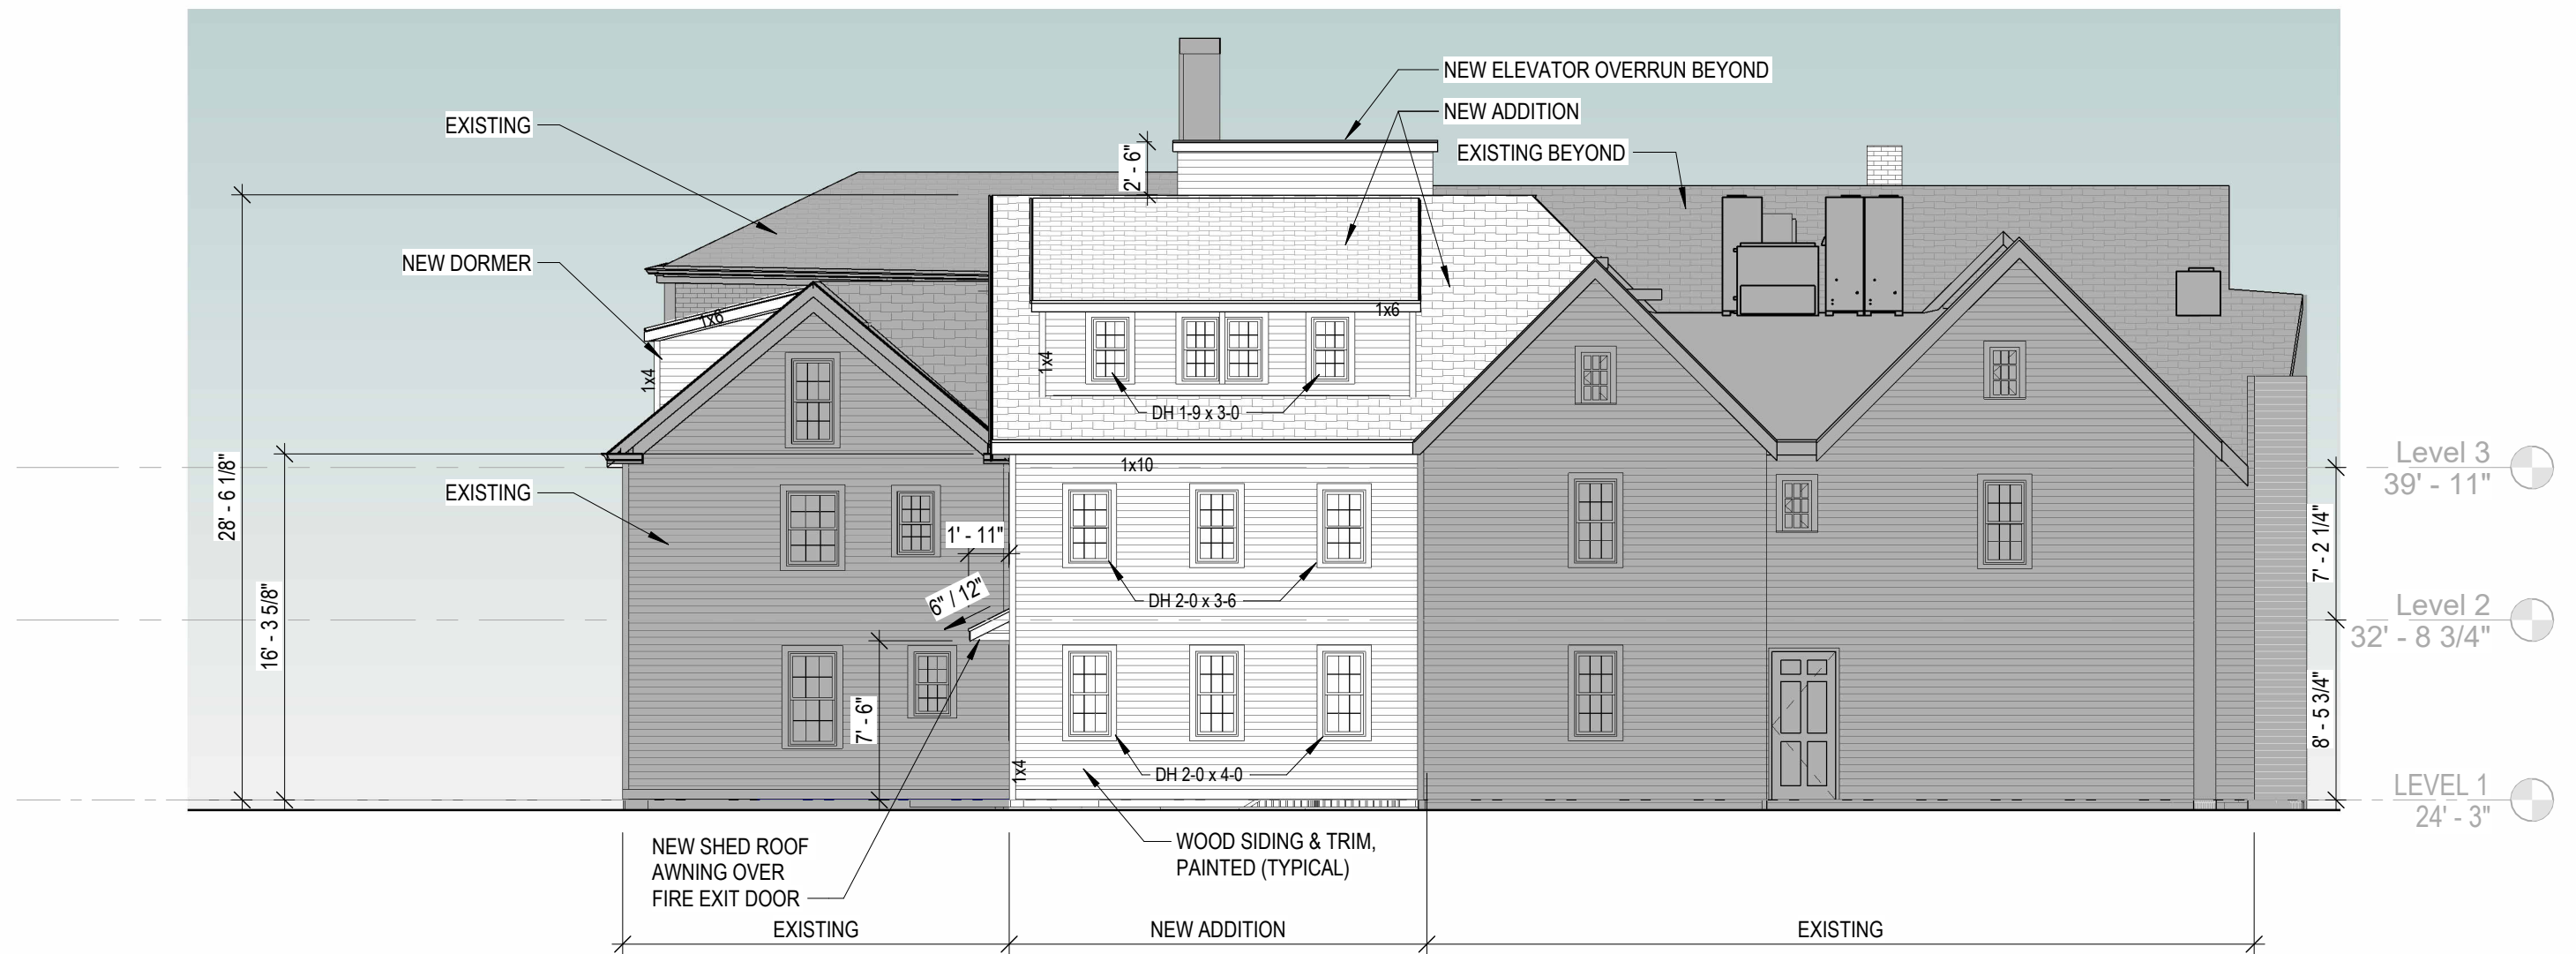 NEW ELEVATOR OVERRUN BEYOND
NEW ADDITION
EXISTING
EXISTING BEYOND
2' - 6"
NEW DORMER
1x6
1x6
1x4
1x4
DH 1-9 x 3-0
Level 3
39' - 11"
1x10
EXISTING
28' - 6 1/8"
1' - 11"
7' - 2 1/4"
6" / 12"
DH 2-0 x 3-6
Level 2
32' - 8 3/4"
16' - 3 5/8"
7' - 6"
8' - 5 3/4"
1x4
DH 2-0 x 4-0
LEVEL 1
24' - 3"
NEW SHED ROOF
AWNING OVER
FIRE EXIT DOOR
WOOD SIDING & TRIM,
PAINTED (TYPICAL)
EXISTING
NEW ADDITION
EXISTING